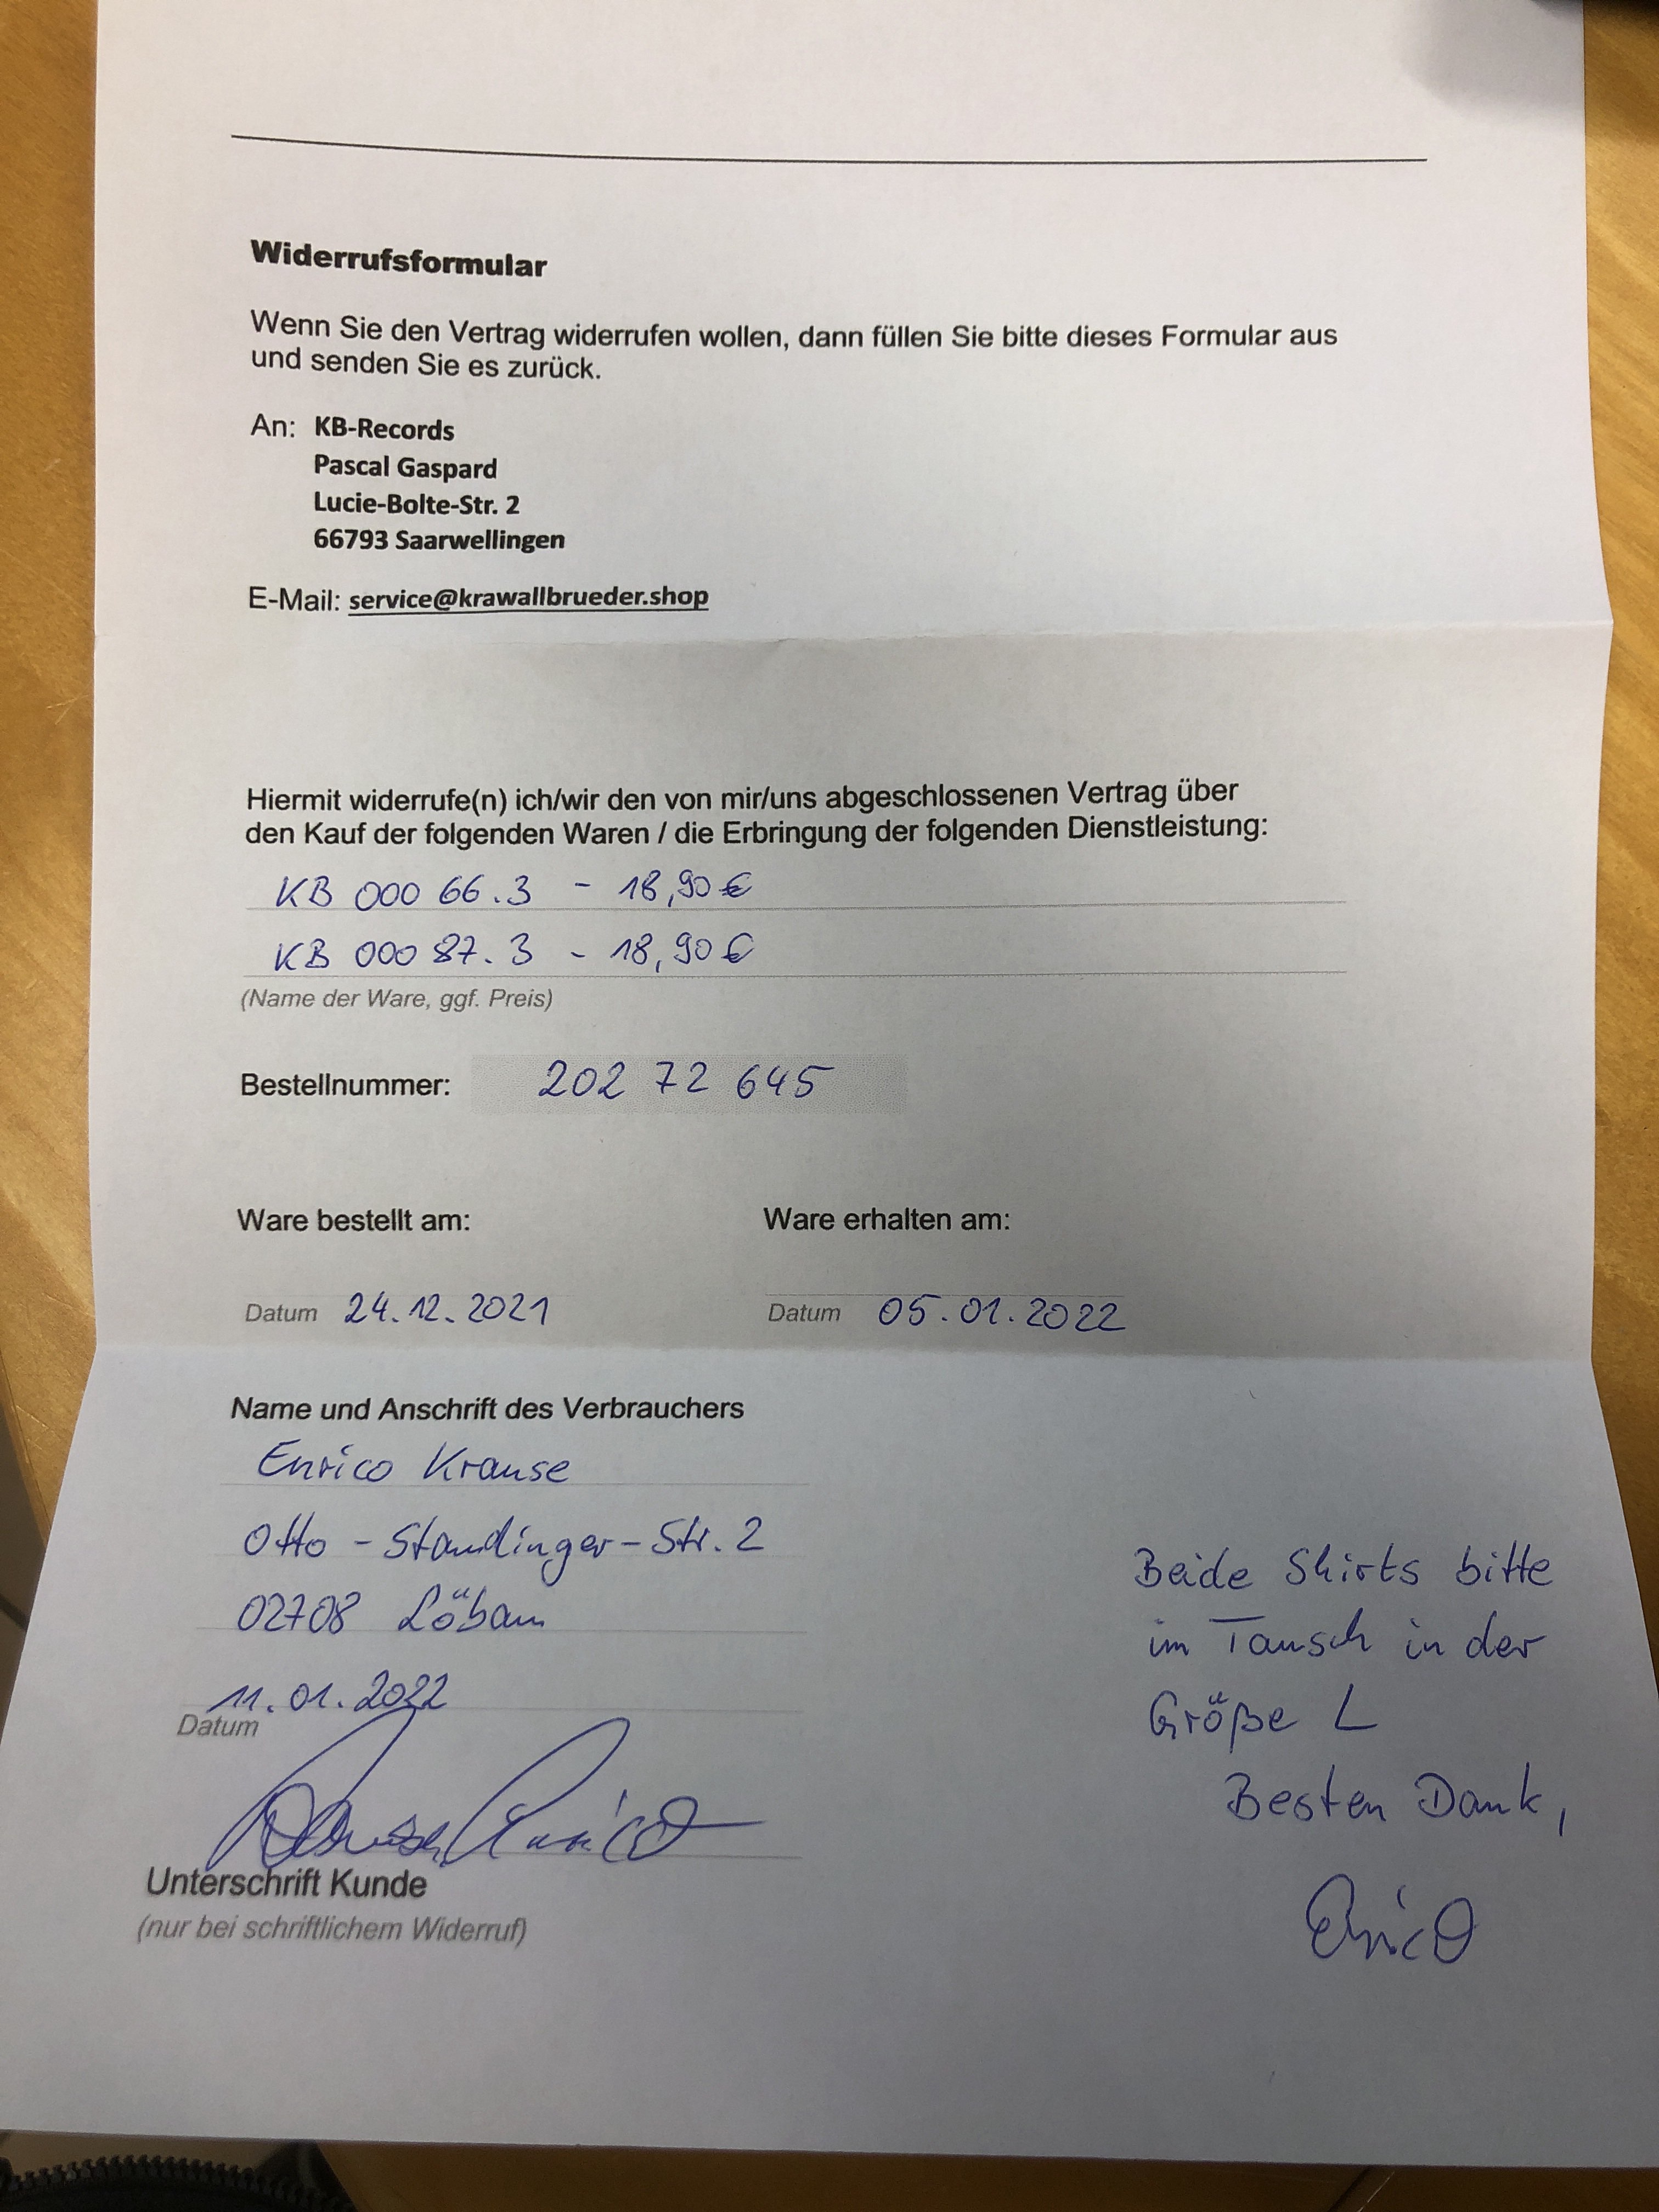 Widerrufsformular
Wenn Sie den Vertrag widerrufen wollen, dann füllen Sie bitte dieses Formular aus
und senden Sie es zurück.
An: KB-Records
Pascal Gaspard
Lucie-Bolte-Str. 2
66793 Saarwellingen
E-Mail: service@krawallbrueder.shop
Hiermit widerrufe(n) ich/wir den von mir/uns abgeschlossenen Vertrag über
den Kauf der folgenden Waren / die Erbringung der folgenden Dienstleistung:
KB 000 66.3 - 18,90 €
KB 000 87.3 - 18,90 €
(Name der Ware, ggf. Preis)
Bestellnummer: 202 72 645
Ware bestellt am: Ware erhalten am:
Datum 24.12.2021 Datum 05.01.2022
Name und Anschrift des Verbrauchers
Enrico Krause
Otto-Staudinger-Str. 2
02708 Löbau
11.01.2022
Datum
Krause, Enrico
Unterschrift Kunde
(nur bei schriftlichem Widerruf)
Beide Shirts bitte
im Tausch in der
Größe L
Besten Dank,
Enrico